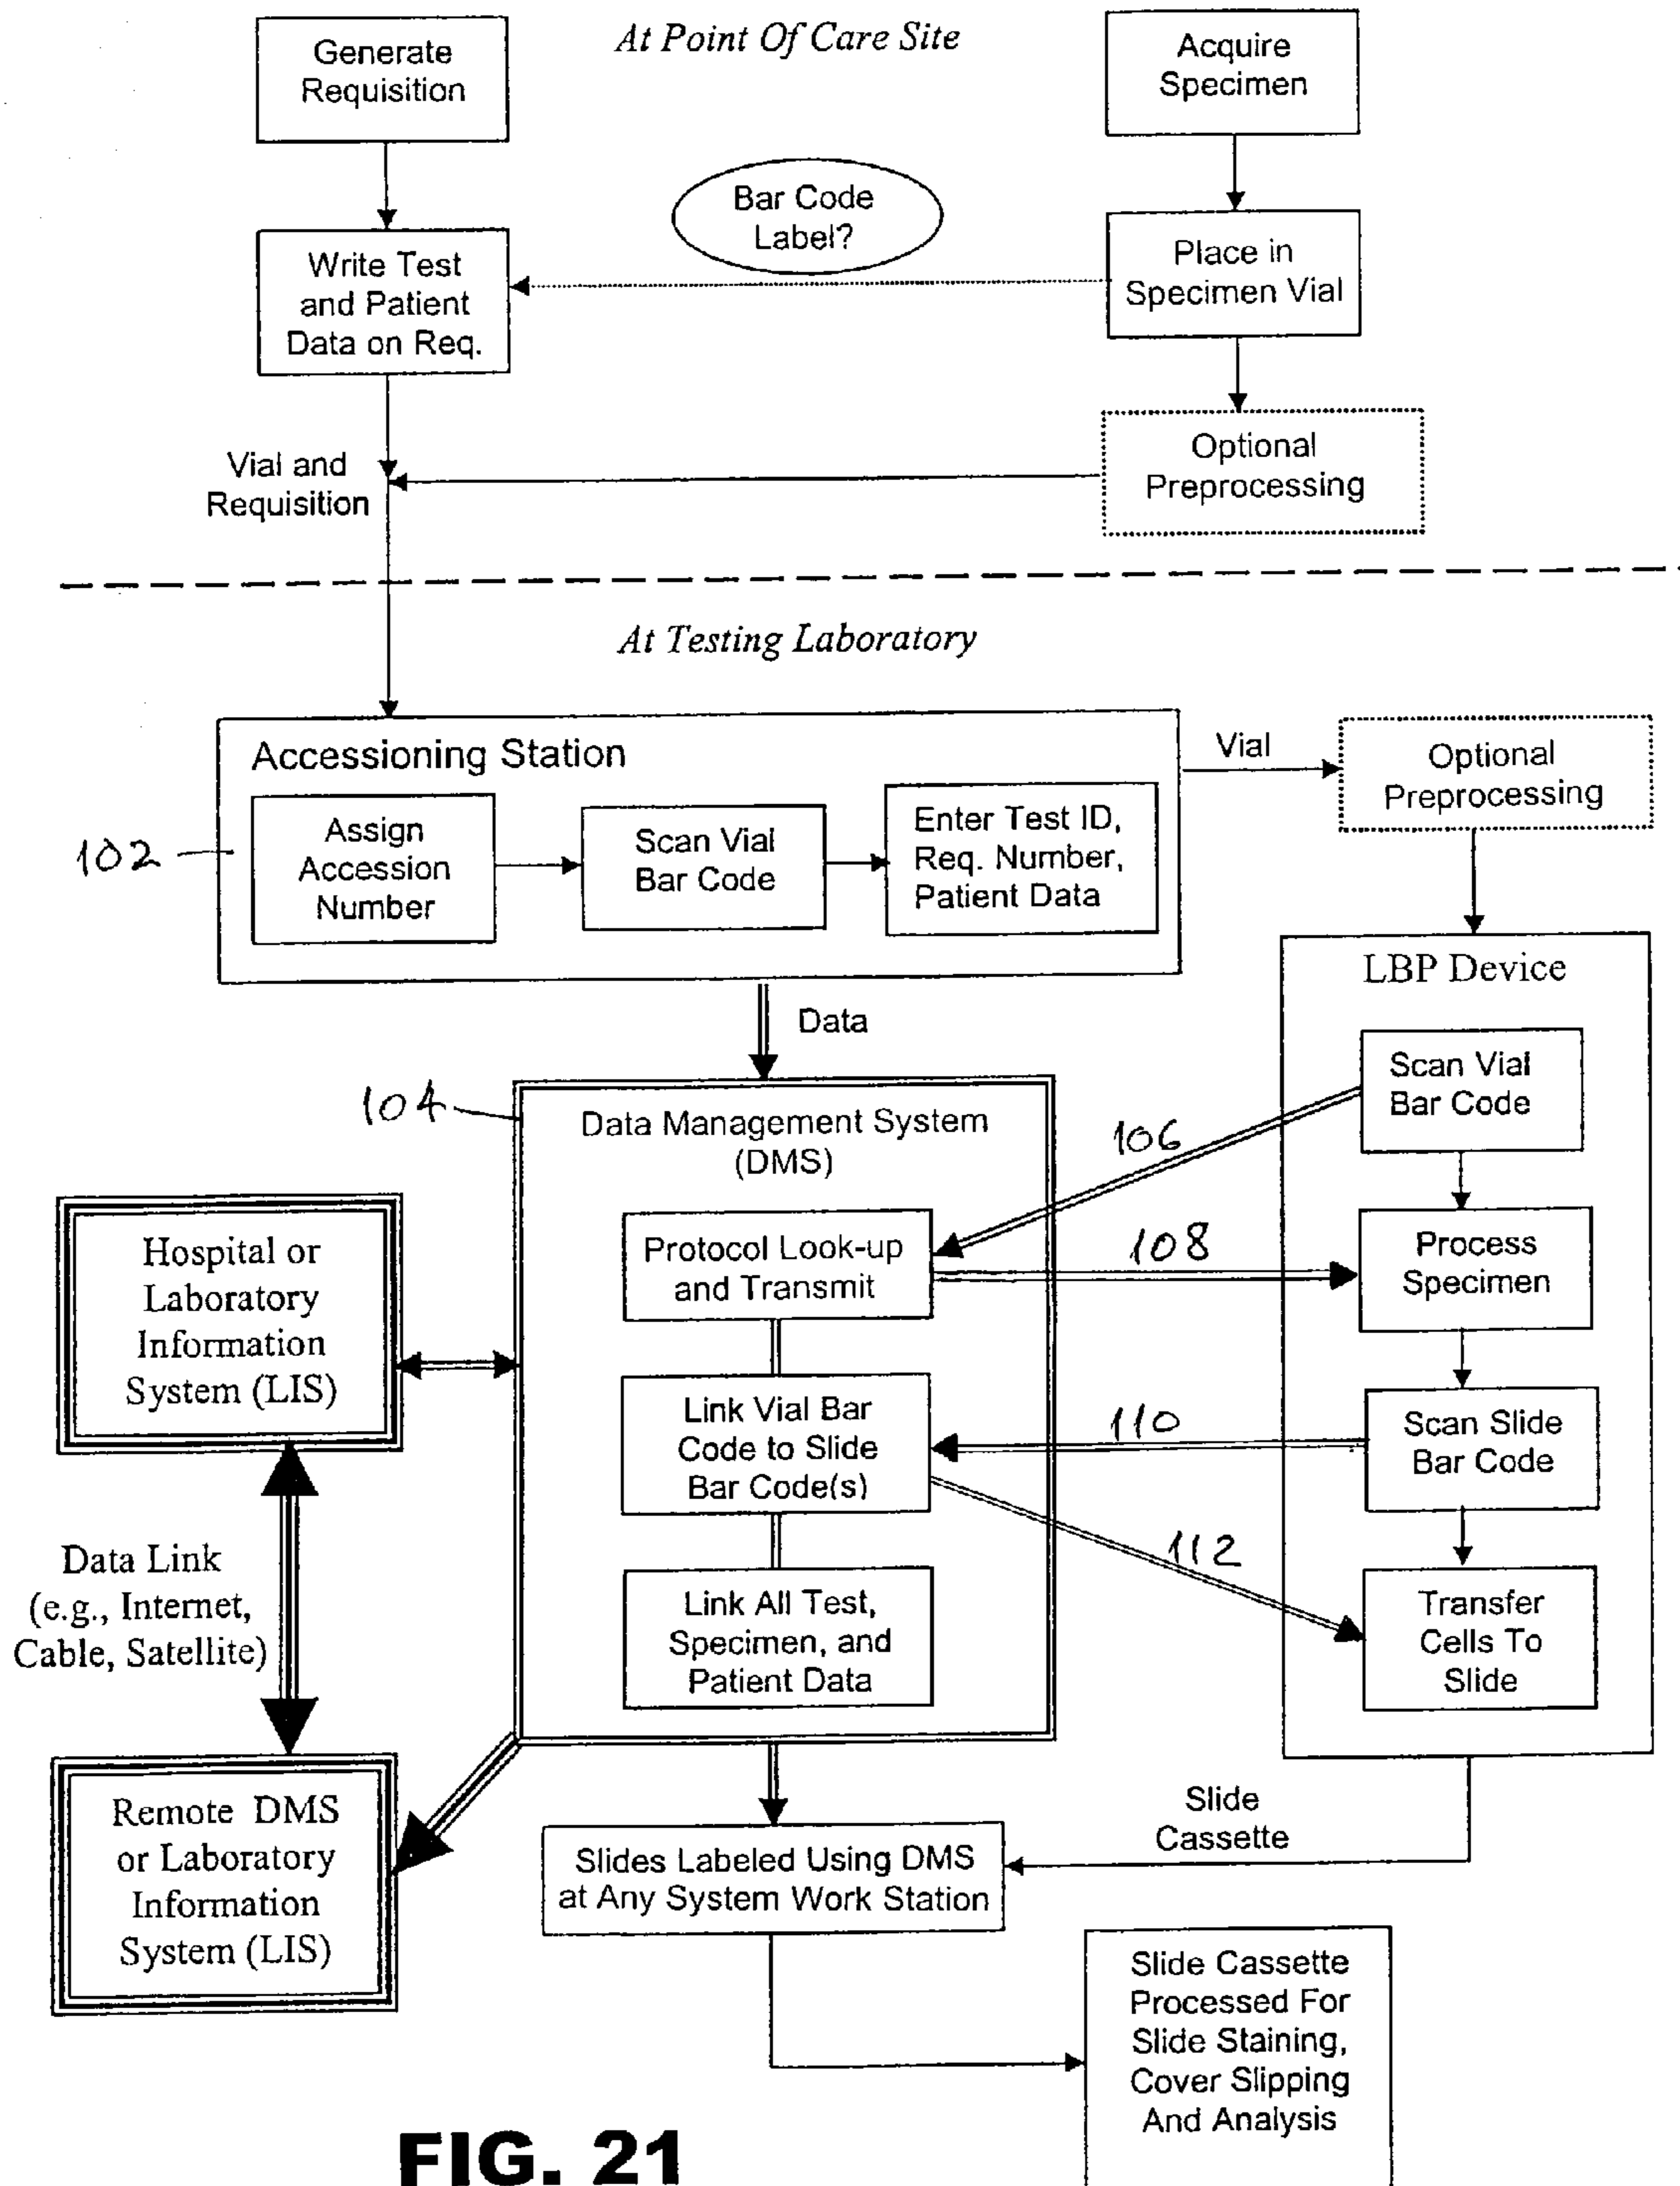 At Point Of Care Site
Generate
Requisition
Acquire
Specimen
Bar Code
Label?
Write Test
and Patient
Data on Req.
Place in
Specimen Vial
Vial and
Requisition
Optional
Preprocessing
At Testing Laboratory
Accessioning Station
102
Assign
Accession
Number
Scan Vial
Bar Code
Enter Test ID,
Req. Number,
Patient Data
Vial
Optional
Preprocessing
Data
LBP Device
Scan Vial
Bar Code
Process
Specimen
Scan Slide
Bar Code
Transfer
Cells To
Slide
104
Data Management System
(DMS)
Protocol Look-up
and Transmit
Link Vial Bar
Code to Slide
Bar Code(s)
Link All Test,
Specimen, and
Patient Data
106
108
110
112
Hospital or
Laboratory
Information
System (LIS)
Data Link
(e.g., Internet,
Cable, Satellite)
Remote DMS
or Laboratory
Information
System (LIS)
Slide
Cassette
Slides Labeled Using DMS
at Any System Work Station
Slide Cassette
Processed For
Slide Staining,
Cover Slipping
And Analysis
FIG. 21